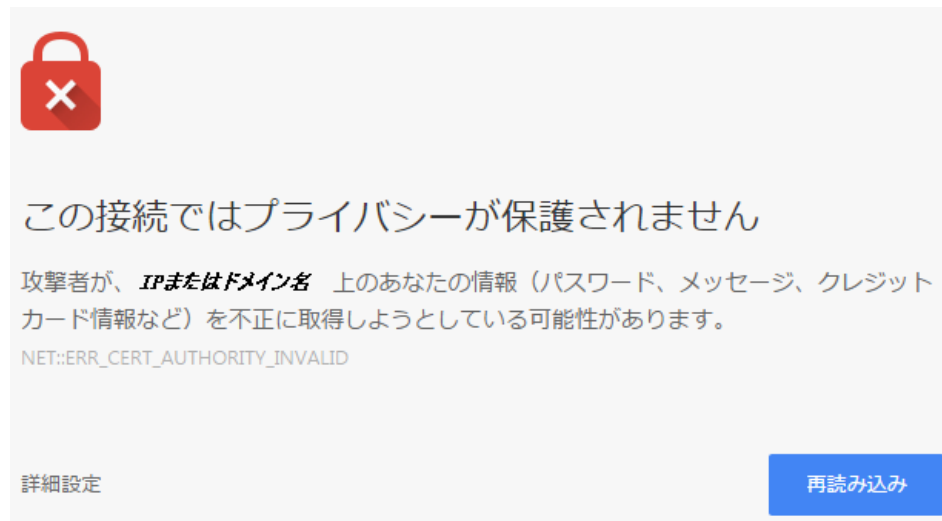 この接続ではプライバシーが保護されません
攻撃者が、 IPまたはドメイン名 上のあなたの情報（パスワード、メッセージ、クレジット
カード情報など）を不正に取得しようとしている可能性があります。
NET::ERR_CERT_AUTHORITY_INVALID
詳細設定
再読み込み